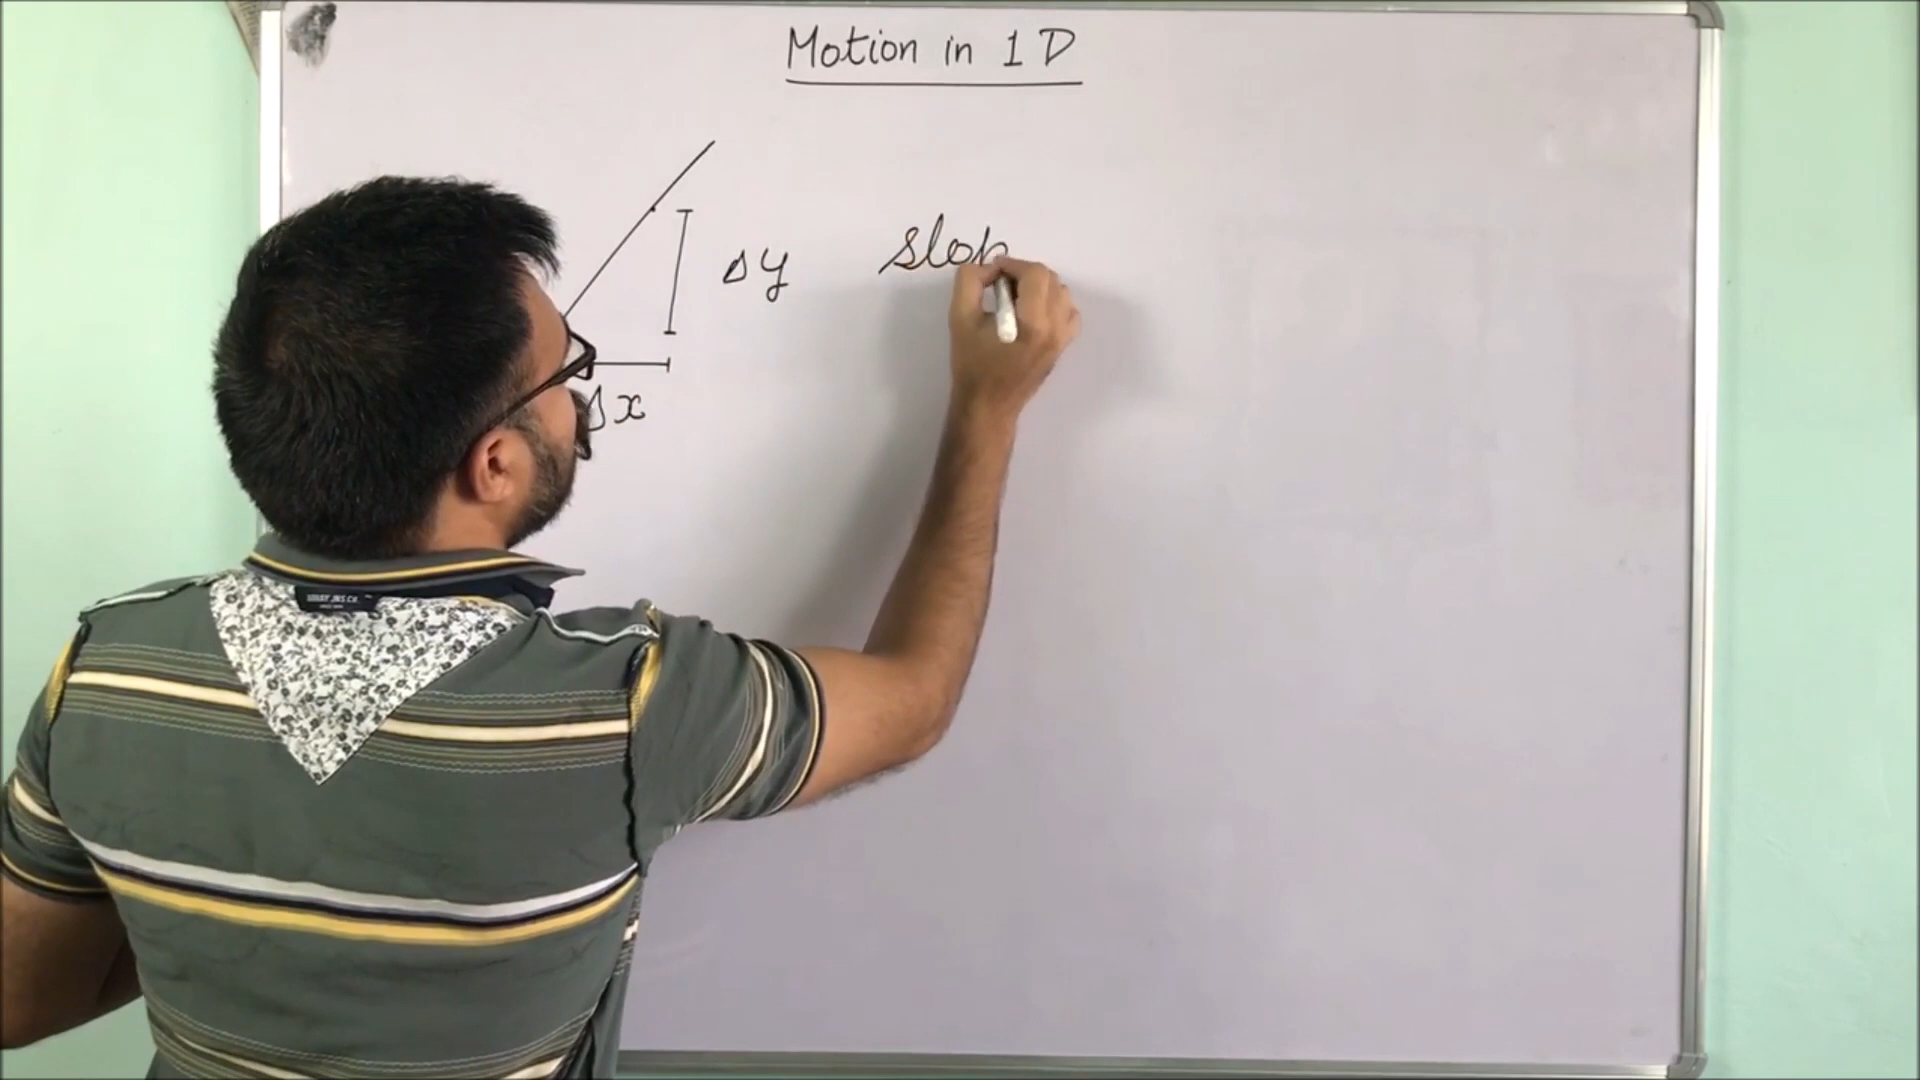 Motion in 1 D
Δy
slop
Δx